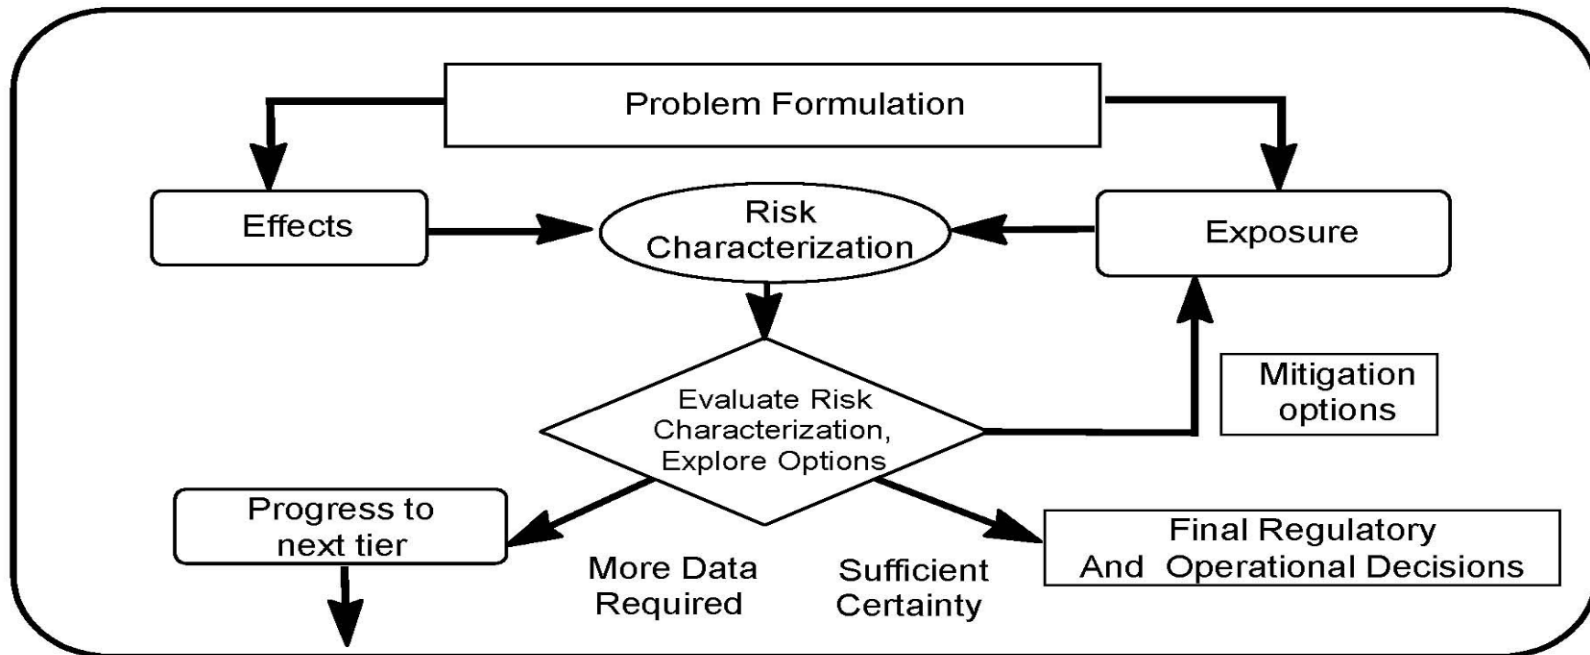 Problem Formulation
Effects
Risk
Characterization
Exposure
Evaluate Risk
Characterization,
Explore Options
Mitigation
options
Progress to
next tier
More Data
Required
Sufficient
Certainty
Final Regulatory
And Operational Decisions